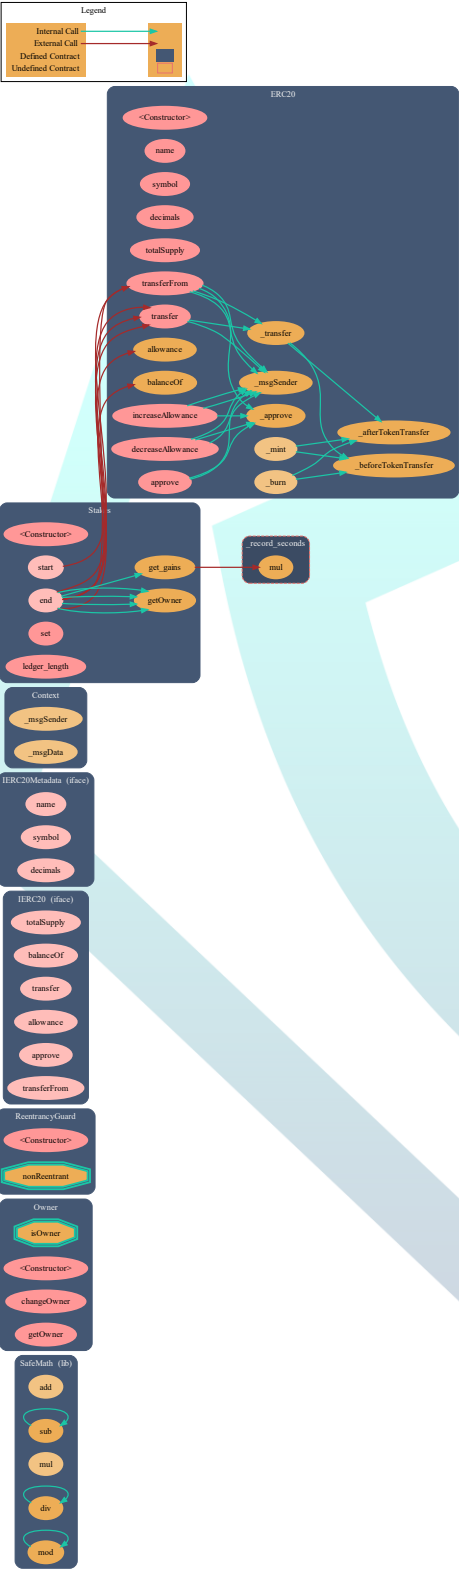 Legend
Internal Call
External Call
Defined Contract
Undefined Contract
ERC20
<Constructor>
name
symbol
decimals
totalSupply
transferFrom
transfer
_transfer
allowance
balanceOf
_msgSender
increaseAllowance
_approve
_afterTokenTransfer
decreaseAllowance
_mint
_beforeTokenTransfer
approve
_burn
<Constructor>
start
get_gains
end
getOwner
set
ledger_length
_record_seconds
mul
Context
_msgSender
_msgData
IERC20Metadata (iface)
name
symbol
decimals
IERC20 (iface)
totalSupply
balanceOf
transfer
allowance
approve
transferFrom
ReentrancyGuard
<Constructor>
nonReentrant
Owner
isOwner
<Constructor>
changeOwner
getOwner
SafeMath (lib)
add
sub
mul
div
mod